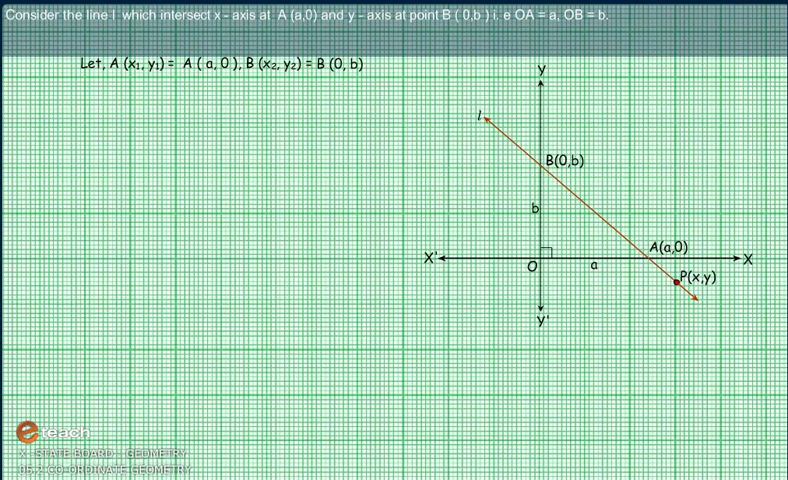 Consider the line l which intersect x - axis at A (a,0) and y - axis at point B ( 0,b ) i. e OA = a, OB = b.
Let, A (x₁, y₁) = A ( a, 0 ), B (x₂, y₂) = B (0, b)
Y
l
B(0,b)
b
A(a,0)
X'
X
O
a
P(x,y)
Y'
e teach
X - STATE BOARD : GEOMETRY
05.2 CO-ORDINATE GEOMETRY